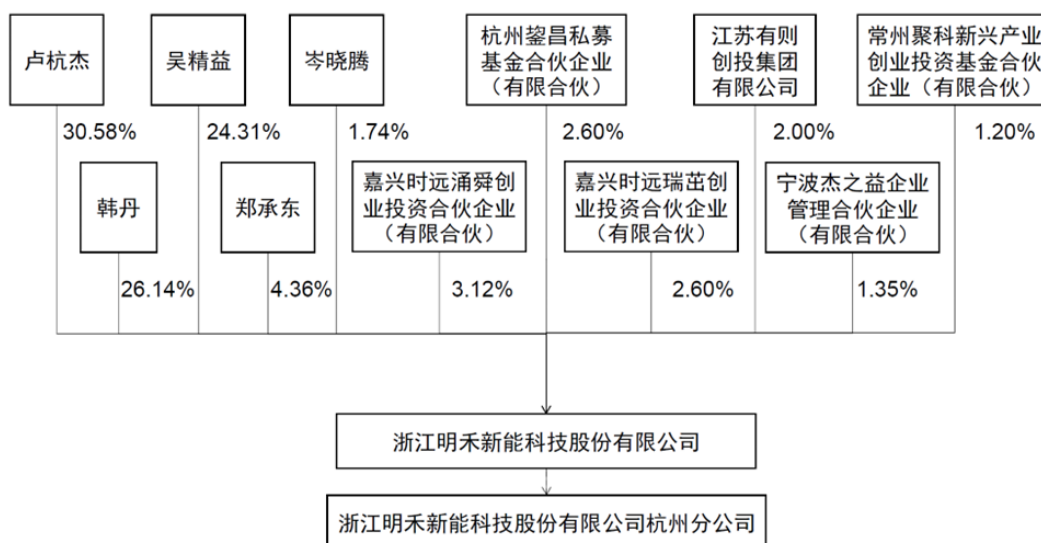 卢杭杰
吴精益
岑晓腾
杭州鋆昌私募
基金合伙企业
（有限合伙）
江苏有则
创投集团
有限公司
常州聚科新兴产业
创业投资基金合伙
企业（有限合伙）
30.58%
24.31%
1.74%
2.60%
2.00%
1.20%
韩丹
郑承东
嘉兴时远涌舜创
业投资合伙企业
（有限合伙）
嘉兴时远瑞茁创
业投资合伙企业
（有限合伙）
宁波杰之益企业
管理合伙企业
（有限合伙）
26.14%
4.36%
3.12%
2.60%
1.35%
浙江明禾新能科技股份有限公司
浙江明禾新能科技股份有限公司杭州分公司